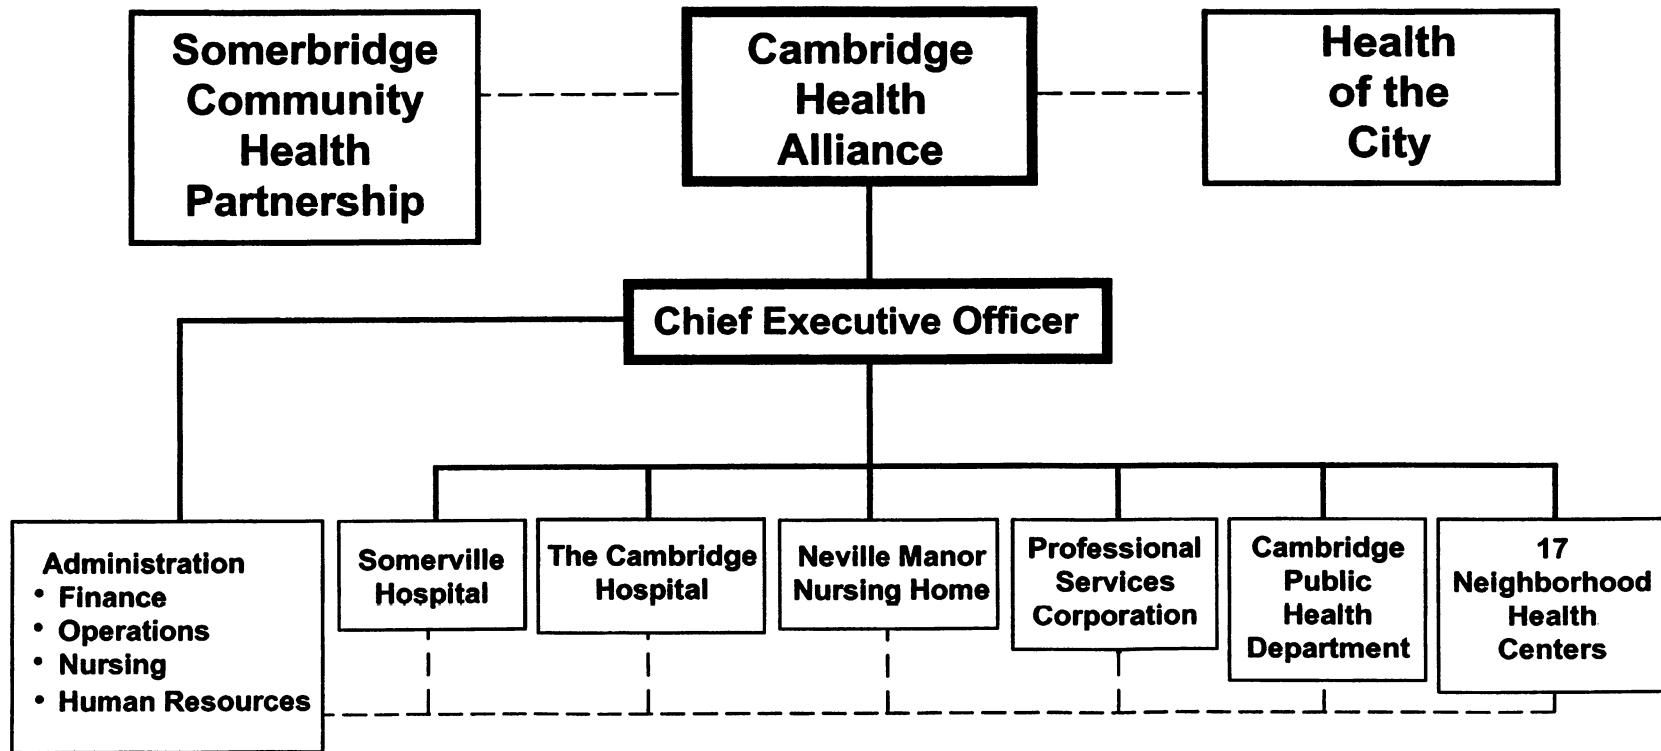 Somerbridge
Community
Health
Partnership
Cambridge
Health
Alliance
Health
of the
City
Chief Executive Officer
Administration
• Finance
• Operations
• Nursing
• Human Resources
Somerville
Hospital
The Cambridge
Hospital
Neville Manor
Nursing Home
Professional
Services
Corporation
Cambridge
Public
Health
Department
17
Neighborhood
Health
Centers